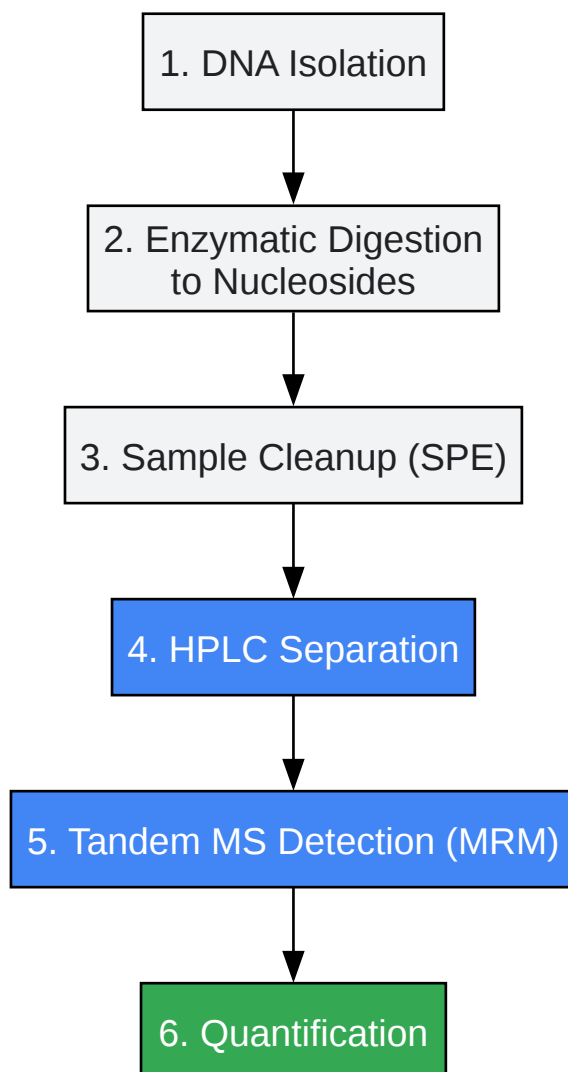 1. DNA Isolation
2. Enzymatic Digestion
to Nucleosides
3. Sample Cleanup (SPE)
4. HPLC Separation
5. Tandem MS Detection (MRM)
6. Quantification